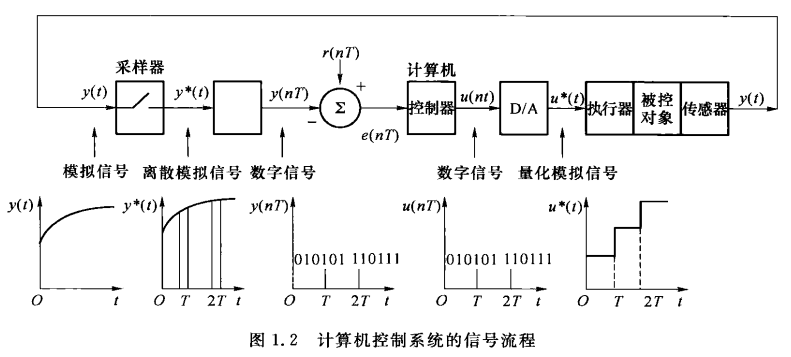 r(nT)
采样器
计算机
y(t)
y*(t)
y(nT)
+
Σ
−
e(nT)
控制器
u(nt)
D/A
u*(t)
执行器
被控对象
传感器
y(t)
模拟信号
离散模拟信号
数字信号
数字信号
量化模拟信号
y(t)
O
t
y*(t)
O
T
2T
t
y(nT)
010101 110111
O
T
2T
t
u(nT)
010101 110111
O
T
2T
t
u*(t)
O
T
2T
t
图 1.2 计算机控制系统的信号流程